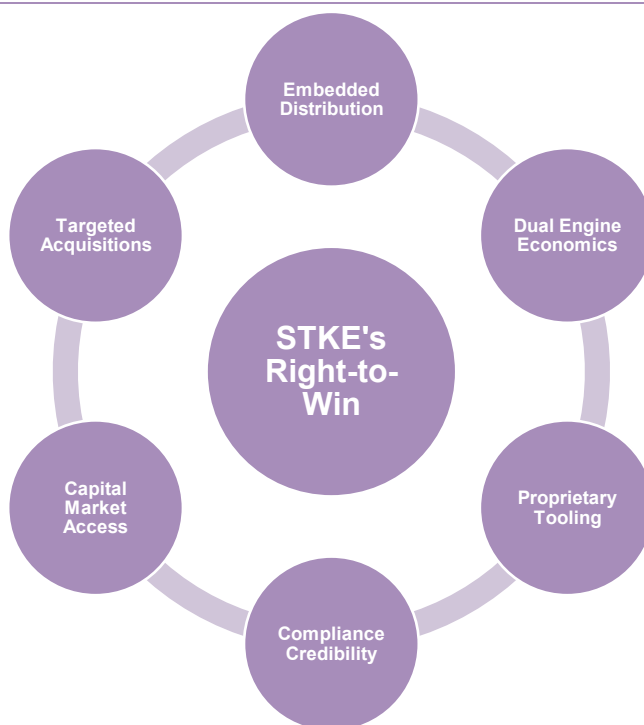 Embedded
Distribution
Dual Engine
Economics
Proprietary
Tooling
Compliance
Credibility
Capital
Market
Access
Targeted
Acquisitions
STKE's
Right-to-
Win